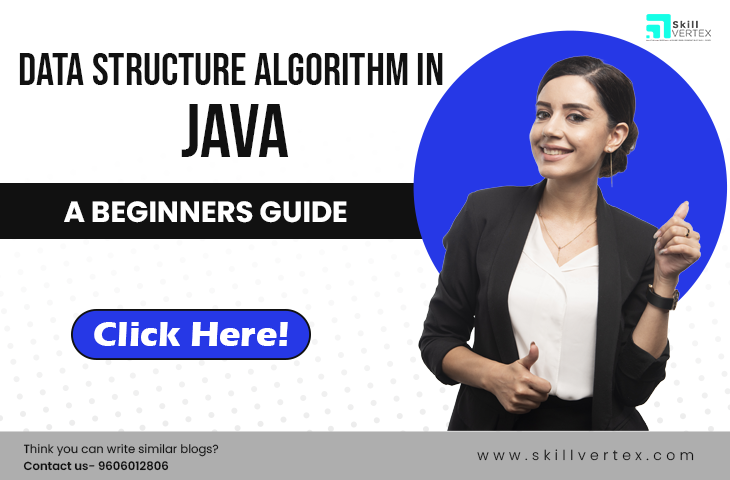 Skill
VERTEX
DATA STRUCTURE ALGORITHM IN
JAVA
A BEGINNERS GUIDE
Click Here!
Think you can write similar blogs?
Contact us- 9606012806
www.skillvertex.com